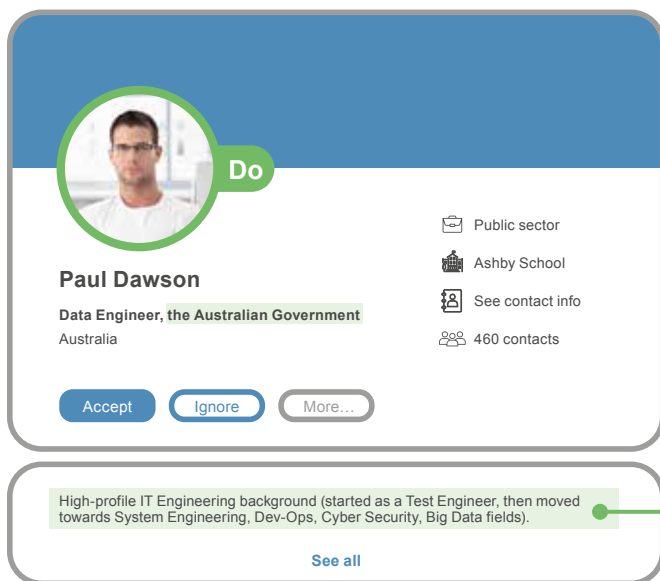 Do
Paul Dawson
Data Engineer, the Australian Government
Australia
Public sector
Ashby School
See contact info
460 contacts
Accept
Ignore
More…
High-profile IT Engineering background (started as a Test Engineer, then moved
towards System Engineering, Dev-Ops, Cyber Security, Big Data fields).
See all